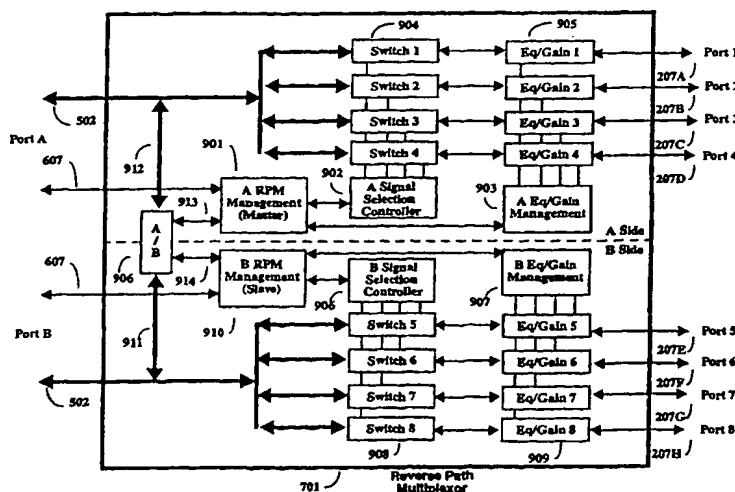 904
905
Switch 1
Eq/Gain 1
Port 1
207A
Switch 2
Eq/Gain 2
Port 2
207B
502
Switch 3
Eq/Gain 3
Port 3
207C
Port A
912
901
Switch 4
Eq/Gain 4
Port 4
207D
607
902
903
913
A RPM
Management
(Master)
A Signal
Selection
Controller
A Eq/Gain
Management
A/B
A Side
B Side
906
914
B RPM
Management
(Slave)
B Signal
Selection
Controller
B Eq/Gain
Management
607
906
907
911
910
Port B
Switch 5
Eq/Gain 5
Port 5
207E
Switch 6
Eq/Gain 6
Port 6
207F
502
Switch 7
Eq/Gain 7
Port 7
207G
Switch 8
Eq/Gain 8
Port 8
207H
908
909
701
Reverse Path
Multiplexor